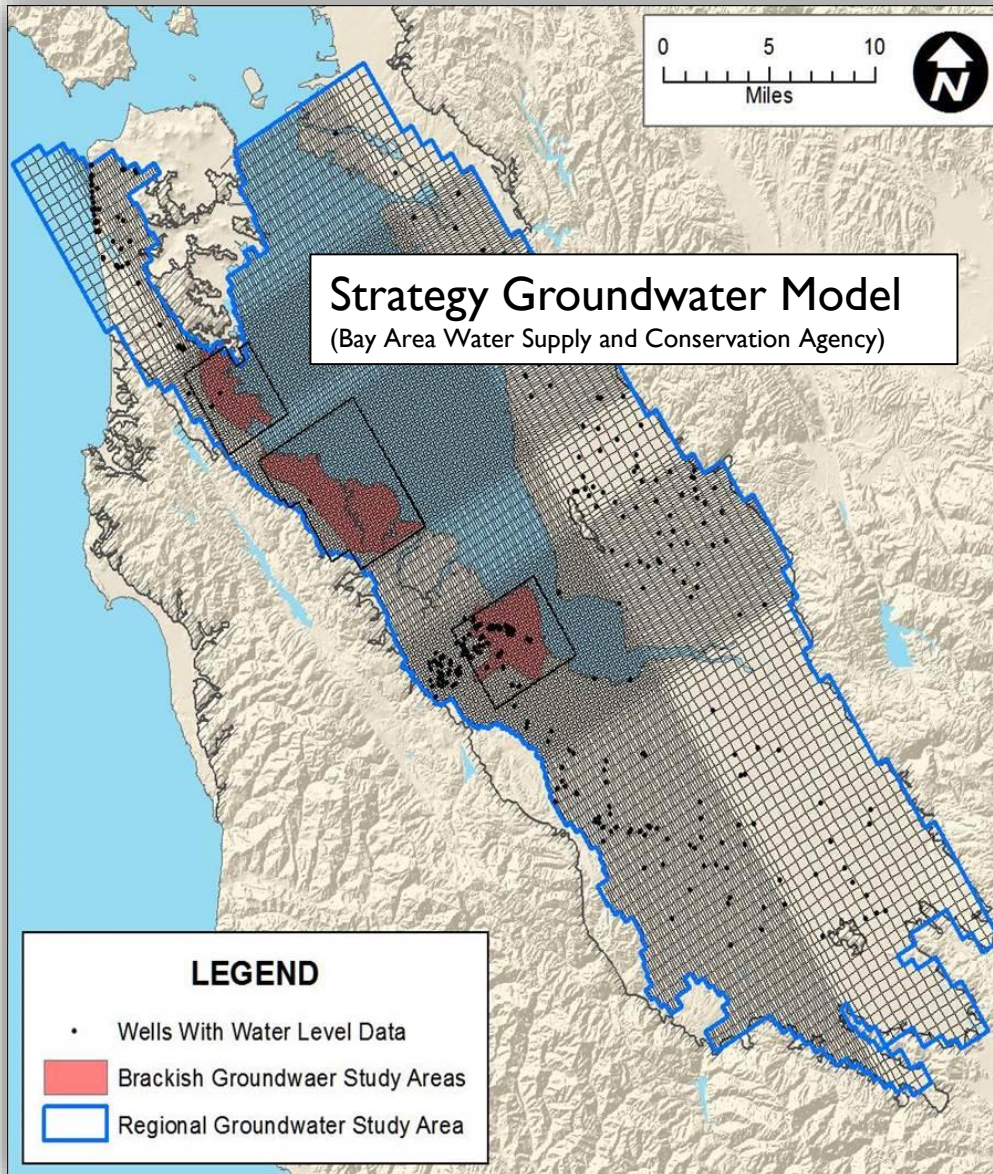 0 5 10
Miles
N
Strategy Groundwater Model
(Bay Area Water Supply and Conservation Agency)
LEGEND
Wells With Water Level Data
Brackish Groundwaer Study Areas
Regional Groundwater Study Area